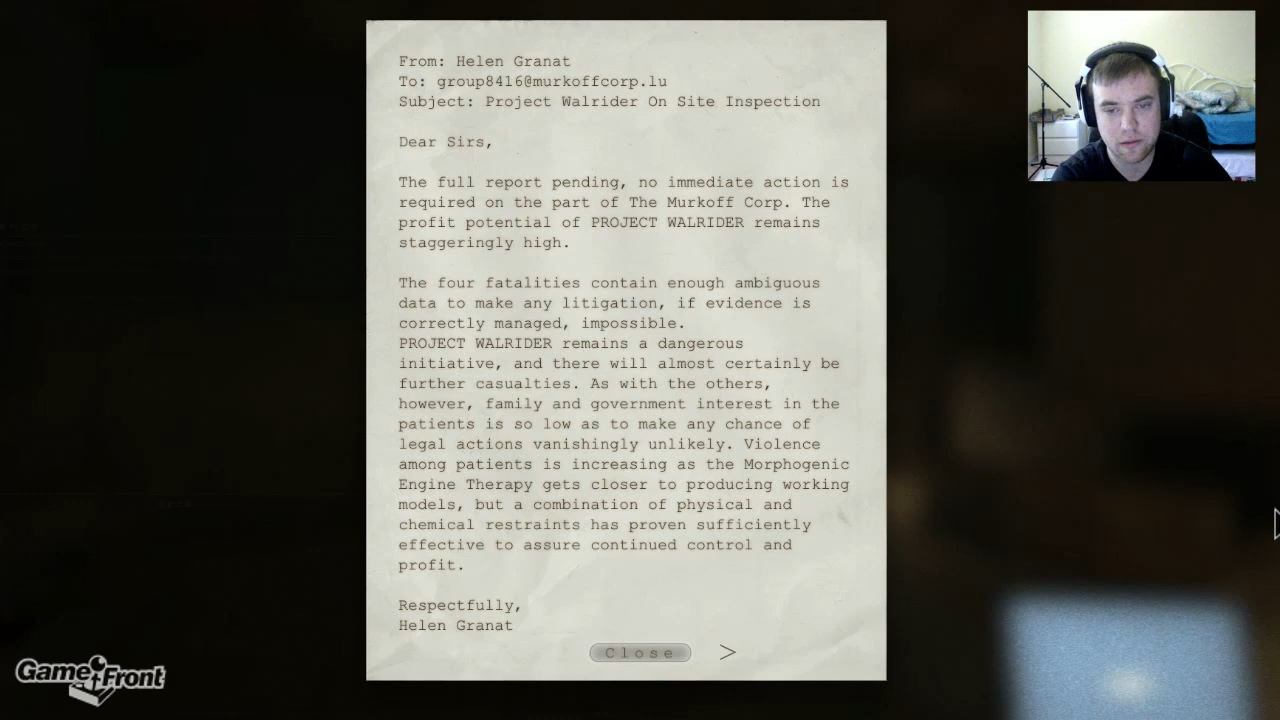 From: Helen Granat
To: group8416@murkoffcorp.lu
Subject: Project Walrider On Site Inspection
Dear Sirs,
The full report pending, no immediate action is
required on the part of The Murkoff Corp. The
profit potential of PROJECT WALRIDER remains
staggeringly high.
The four fatalities contain enough ambiguous
data to make any litigation, if evidence is
correctly managed, impossible.
PROJECT WALRIDER remains a dangerous
initiative, and there will almost certainly be
further casualties. As with the others,
however, family and government interest in the
patients is so low as to make any chance of
legal actions vanishingly unlikely. Violence
among patients is increasing as the Morphogenic
Engine Therapy gets closer to producing working
models, but a combination of physical and
chemical restraints has proven sufficiently
effective to assure continued control and
profit.
Respectfully,
Helen Granat
Close >
GameFront